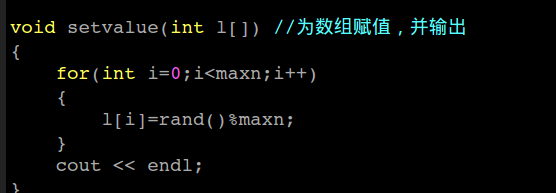 void setvalue(int l[]) //为数组赋值，并输出
{
    for(int i=0;i<maxn;i++)
    {
        l[i]=rand()%maxn;
    }
    cout << endl;
}